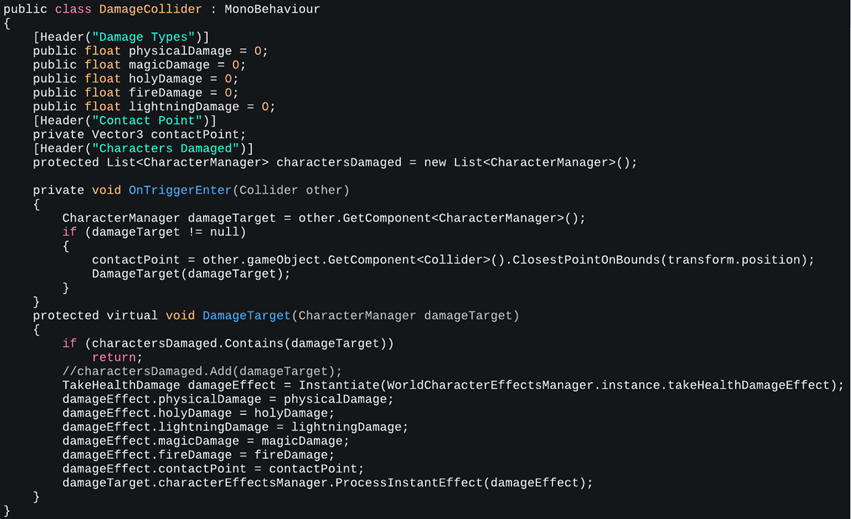 public class DamageCollider : MonoBehaviour
{
    [Header("Damage Types")]
    public float physicalDamage = 0;
    public float magicDamage = 0;
    public float holyDamage = 0;
    public float fireDamage = 0;
    public float lightningDamage = 0;
    [Header("Contact Point")]
    private Vector3 contactPoint;
    [Header("Characters Damaged")]
    protected List<CharacterManager> charactersDamaged = new List<CharacterManager>();

    private void OnTriggerEnter(Collider other)
    {
        CharacterManager damageTarget = other.GetComponent<CharacterManager>();
        if (damageTarget != null)
        {
            contactPoint = other.gameObject.GetComponent<Collider>().ClosestPointOnBounds(transform.position);
            DamageTarget(damageTarget);
        }
    }
    protected virtual void DamageTarget(CharacterManager damageTarget)
    {
        if (charactersDamaged.Contains(damageTarget))
            return;
        //charactersDamaged.Add(damageTarget);
        TakeHealthDamage damageEffect = Instantiate(WorldCharacterEffectsManager.instance.takeHealthDamageEffect);
        damageEffect.physicalDamage = physicalDamage;
        damageEffect.holyDamage = holyDamage;
        damageEffect.lightningDamage = lightningDamage;
        damageEffect.magicDamage = magicDamage;
        damageEffect.fireDamage = fireDamage;
        damageEffect.contactPoint = contactPoint;
        damageTarget.characterEffectsManager.ProcessInstantEffect(damageEffect);
    }
}